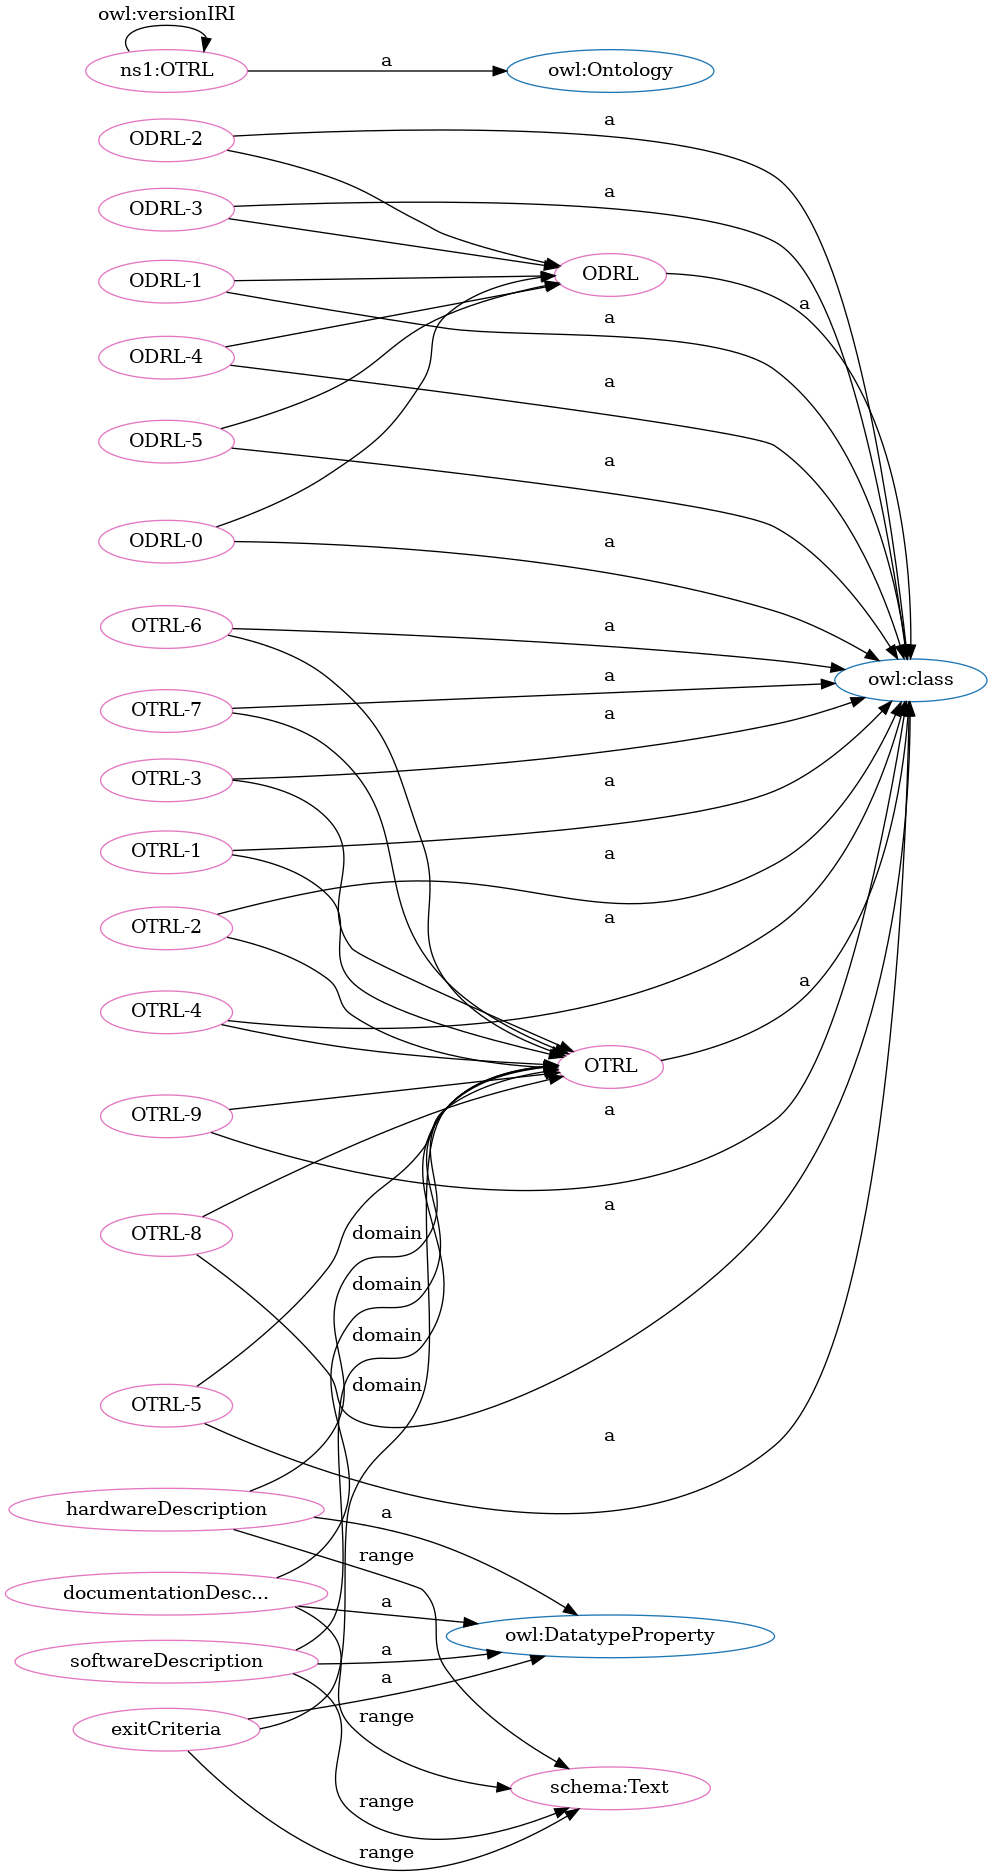 owl:versionIRI
ns1:OTRL
a
owl:Ontology
ODRL-2
a
ODRL-3
a
ODRL-1
ODRL
a
a
ODRL-4
a
ODRL-5
a
ODRL-0
a
OTRL-6
a
OTRL-7
a
a
OTRL-3
a
OTRL-1
a
OTRL-2
a
OTRL-4
a
OTRL
OTRL-9
a
OTRL-8
domain
a
domain
domain
domain
OTRL-5
a
owl:class
hardwareDescription
a
range
documentationDesc...
a
owl:DatatypeProperty
softwareDescription
a
a
exitCriteria
range
schema:Text
range
range